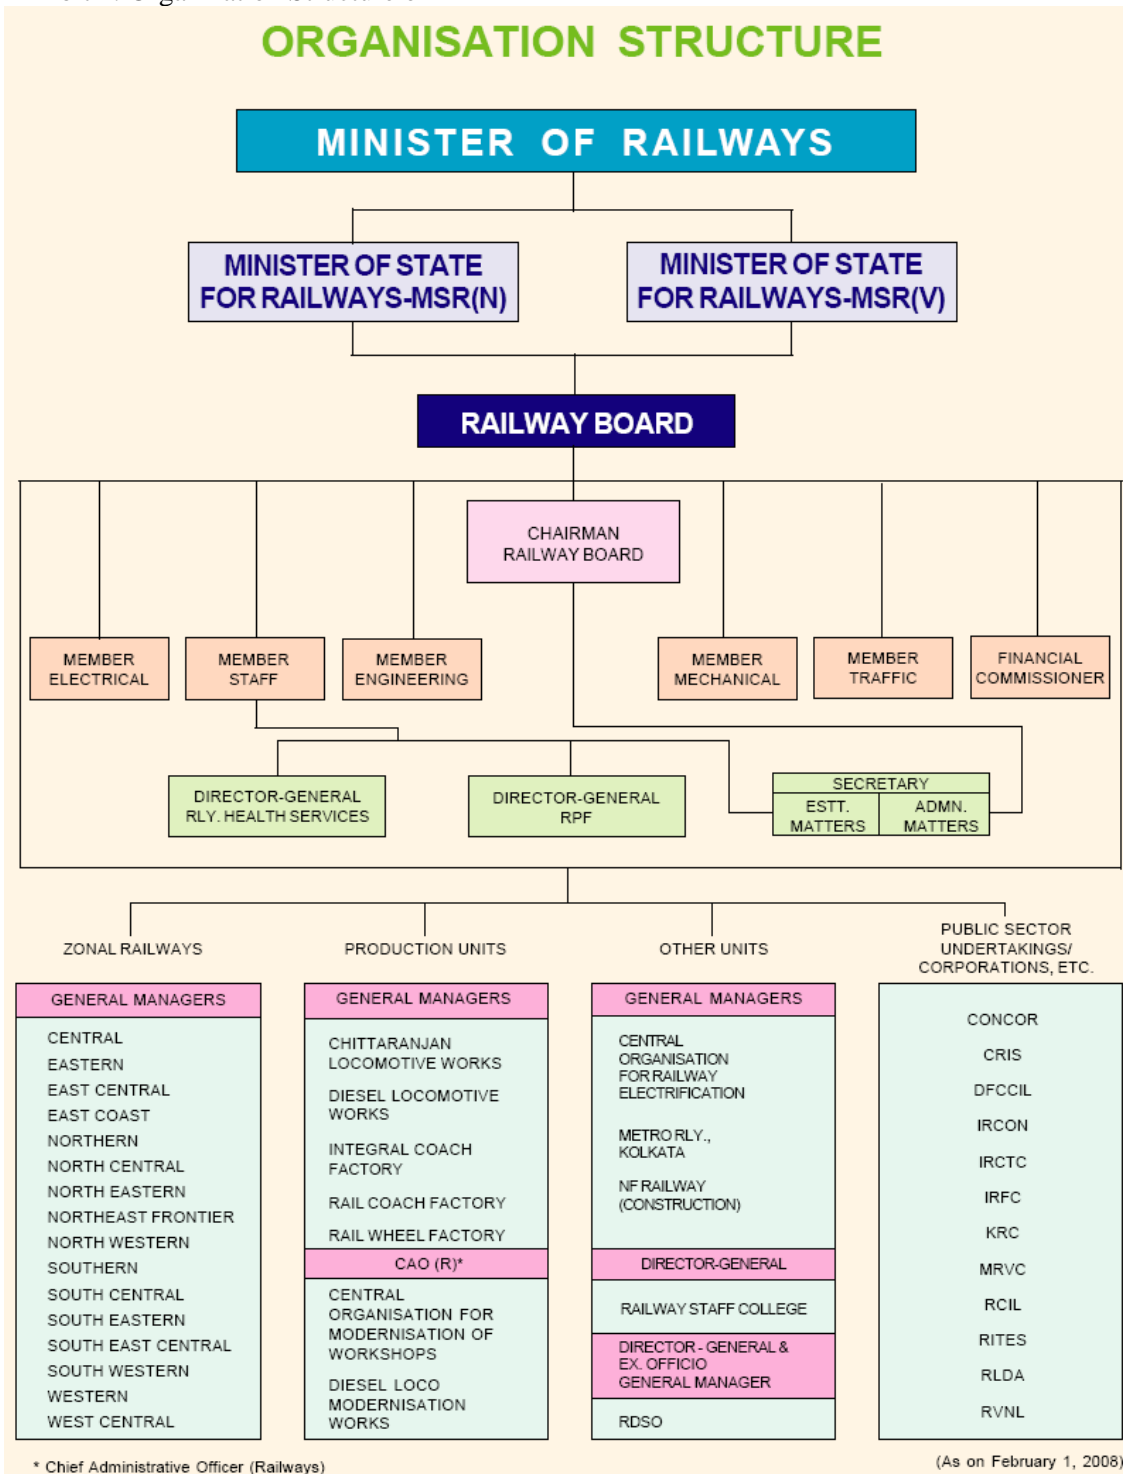 ORGANISATION STRUCTURE
MINISTER OF RAILWAYS
MINISTER OF STATE
FOR RAILWAYS-MSR(N)
MINISTER OF STATE
FOR RAILWAYS-MSR(V)
RAILWAY BOARD
CHAIRMAN
RAILWAY BOARD
MEMBER
ELECTRICAL
MEMBER
STAFF
MEMBER
ENGINEERING
MEMBER
MECHANICAL
MEMBER
TRAFFIC
FINANCIAL
COMMISSIONER
DIRECTOR-GENERAL
RLY. HEALTH SERVICES
DIRECTOR-GENERAL
RPF
SECRETARY
ESTT.
MATTERS
ADMN.
MATTERS
ZONAL RAILWAYS
GENERAL MANAGERS
CENTRAL
EASTERN
EAST CENTRAL
EAST COAST
NORTHERN
NORTH CENTRAL
NORTH EASTERN
NORTHEAST FRONTIER
NORTH WESTERN
SOUTHERN
SOUTH CENTRAL
SOUTH EASTERN
SOUTH EAST CENTRAL
SOUTH WESTERN
WESTERN
WEST CENTRAL
PRODUCTION UNITS
GENERAL MANAGERS
CHITTARANJAN
LOCOMOTIVE WORKS
DIESEL LOCOMOTIVE
WORKS
INTEGRAL COACH
FACTORY
RAIL COACH FACTORY
RAIL WHEEL FACTORY
CAO (R)*
CENTRAL
ORGANISATION FOR
MODERNISATION OF
WORKSHOPS
DIESEL LOCO
MODERNISATION
WORKS
OTHER UNITS
GENERAL MANAGERS
CENTRAL
ORGANISATION
FOR RAILWAY
ELECTRIFICATION
METRO RLY.,
KOLKATA
NF RAILWAY
(CONSTRUCTION)
DIRECTOR-GENERAL
RAILWAY STAFF COLLEGE
DIRECTOR - GENERAL &
EX. OFFICIO
GENERAL MANAGER
RDSO
PUBLIC SECTOR
UNDERTAKINGS/
CORPORATIONS, ETC.
CONCOR
CRIS
DFCCIL
IRCON
IRCTC
IRFC
KRC
MRVC
RCIL
RITES
RLDA
RVNL
* Chief Administrative Officer (Railways)
(As on February 1, 2008)